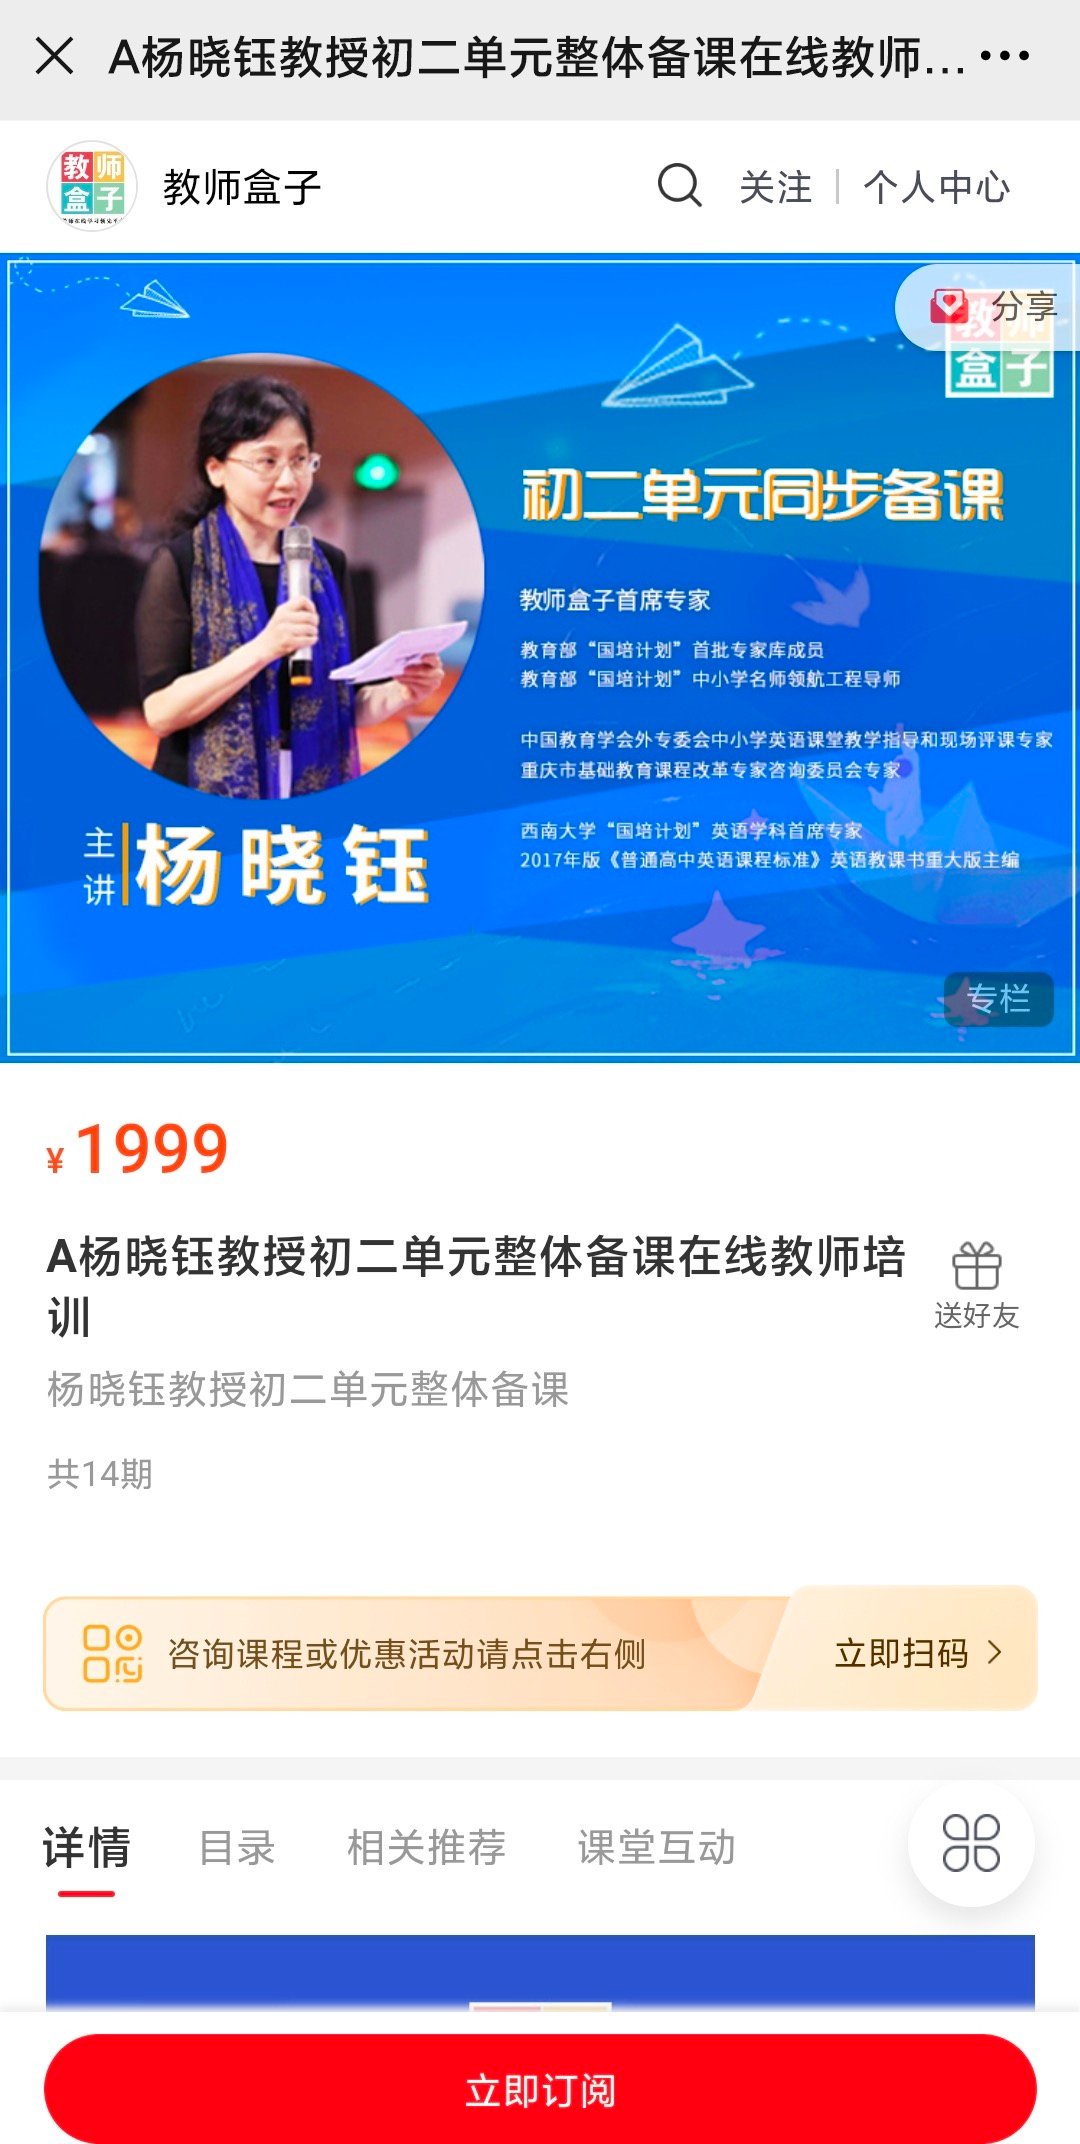 A杨晓钰教授初二单元整体备课在线教师...
教师盒子
教师盒子
关注
个人中心
分享
教师盒子
初二单元同步备课
教师盒子首席专家
教育部“国培计划”首批专家库成员
教育部“国培计划”中小学名师领航工程导师
中国教育学会外专委会中小学英语课堂教学指导和现场评课专家
重庆市基础教育课程改革专家咨询委员会专家
西南大学“国培计划”英语学科首席专家
2017年版《普通高中英语课程标准》英语教课书重大版主编
主讲
杨晓钰
专栏
¥1999
A杨晓钰教授初二单元整体备课在线教师培
训
送好友
杨晓钰教授初二单元整体备课
共14期
咨询课程或优惠活动请点击右侧
立即扫码
详情
目录
相关推荐
课堂互动
立即订阅